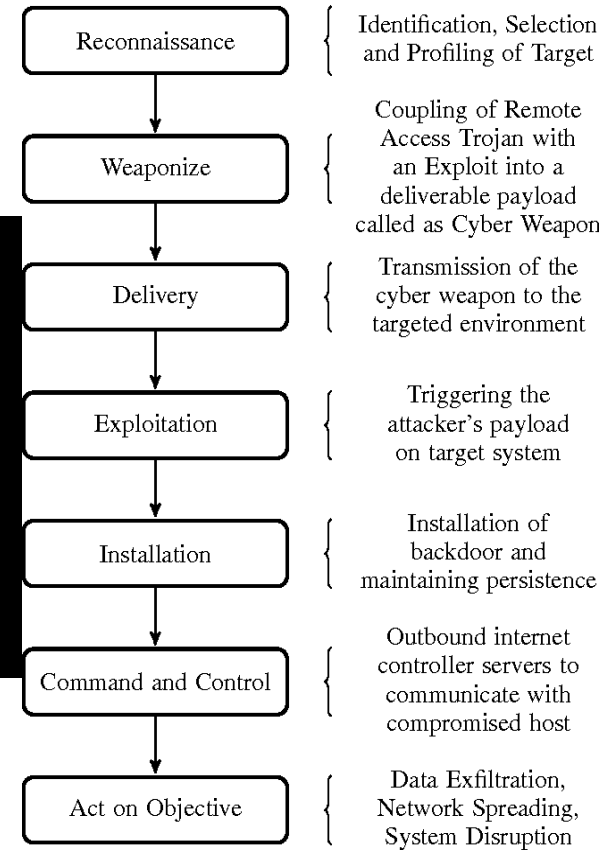 Reconnaissance
Identification, Selection
and Profiling of Target
Weaponize
Coupling of Remote
Access Trojan with
an Exploit into a
deliverable payload
called as Cyber Weapon
Delivery
Transmission of the
cyber weapon to the
targeted environment
Exploitation
Triggering the
attacker's payload
on target system
Installation
Installation of
backdoor and
maintaining persistence
Command and Control
Outbound internet
controller servers to
communicate with
compromised host
Act on Objective
Data Exfiltration,
Network Spreading,
System Disruption